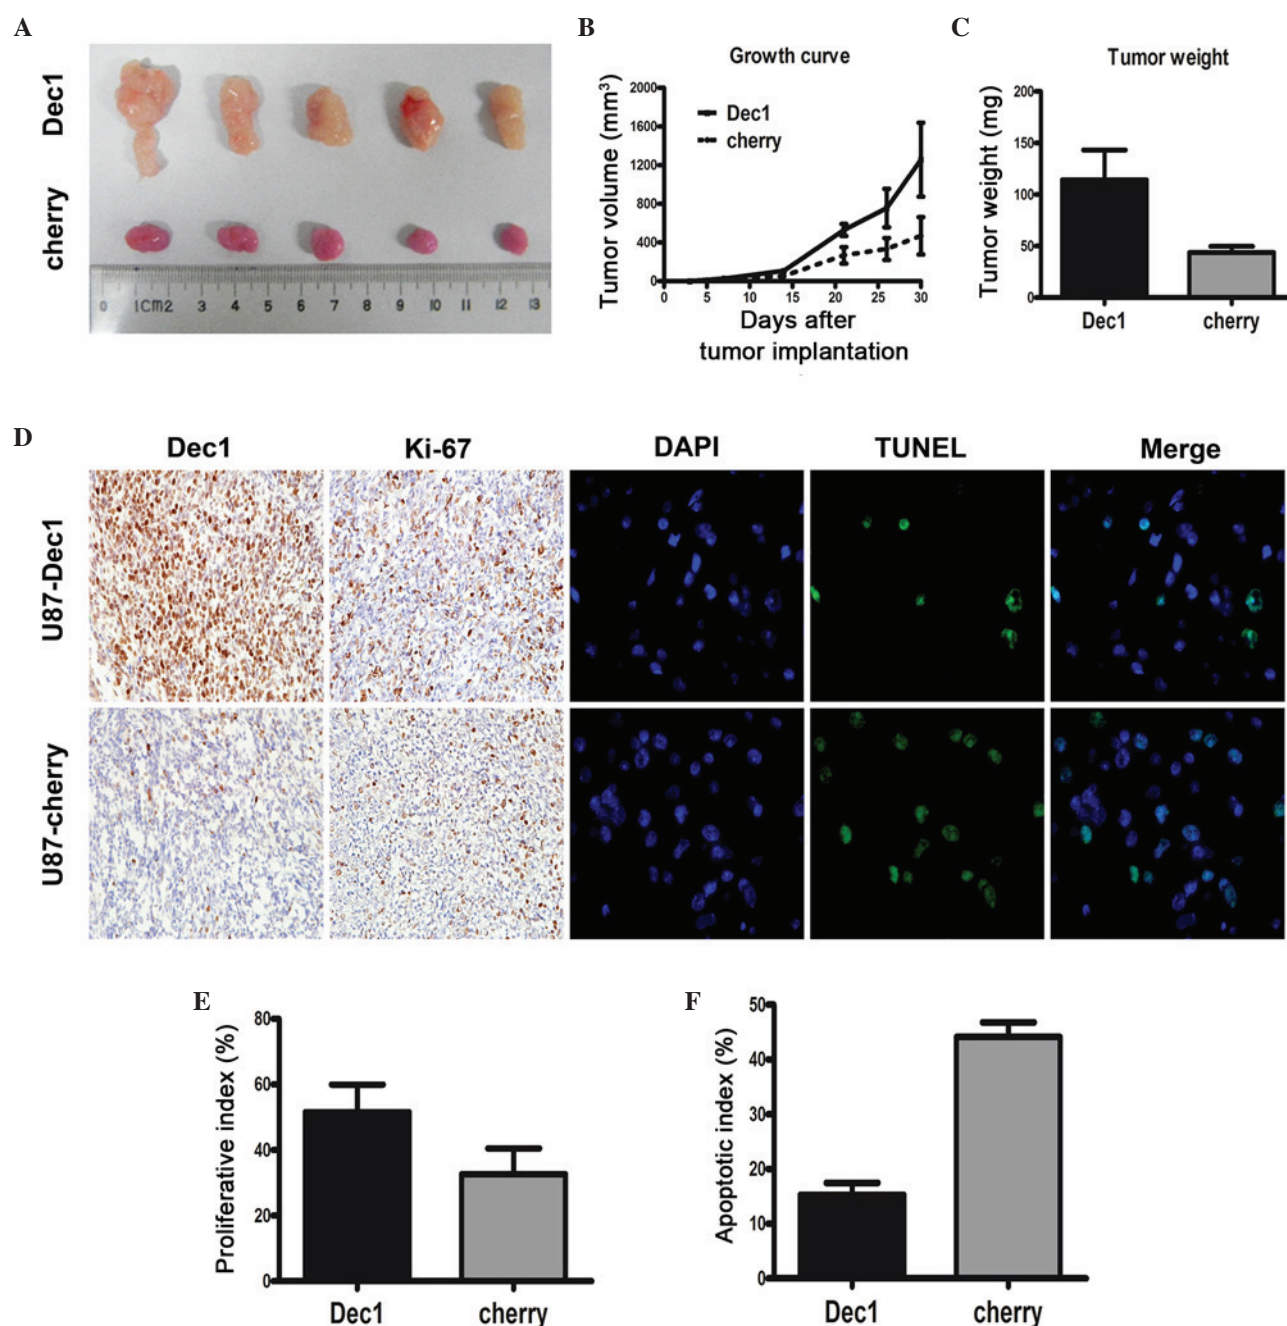 A
Dec1
cherry
0 1CM2 3 4 5 6 7 8 9 10 11 12 13
B
Growth curve
Tumor volume (mm³)
2000
1600
1200
800
400
0
Dec1
cherry
0 5 10 15 20 25 30
Days after
tumor implantation
C
Tumor weight
Tumor weight (mg)
200
150
100
50
0
Dec1 cherry
D
Dec1 Ki-67 DAPI TUNEL Merge
U87-Dec1
U87-cherry
E
Proliferative index (%)
80
60
40
20
0
Dec1 cherry
F
Apoptotic index (%)
50
40
30
20
10
0
Dec1 cherry